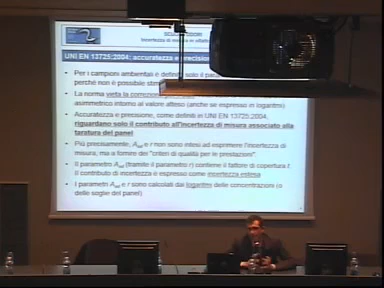 UNI EN 13725:2004: accuratezza e precisione
• Per i campioni ambientali è definito solo il para
perché non è possibile
• La norma vieta la correzione
asimmetrico intorno al valore atteso (anche se espresso in logaritmi)
• Accuratezza e precisione, come definiti in UNI EN 13725:2004,
riguardano solo il contributo all'incertezza di misura associato alla
taratura del panel
• Più precisamente, e r non sono intesi ad esprimere l'incertezza di
misura, ma a fornire dei "criteri di qualità per le prestazioni".
• Il parametro (tramite il parametro r) contiene il fattore di copertura t.
Il contributo di incertezza è espresso come incertezza estesa
• I parametri e r sono calcolati dai logaritmi delle concentrazioni (o
delle soglie del panel)